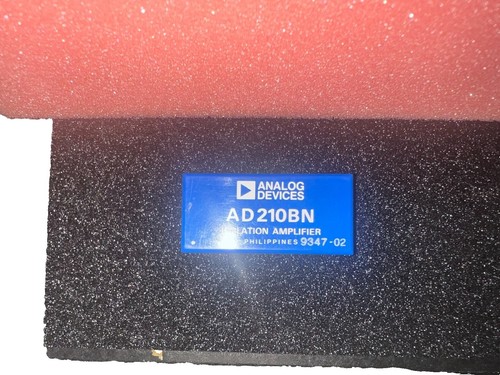 ANALOG
DEVICES
AD210BN
AMPLIFIER
PHILIPPINES 9347-02